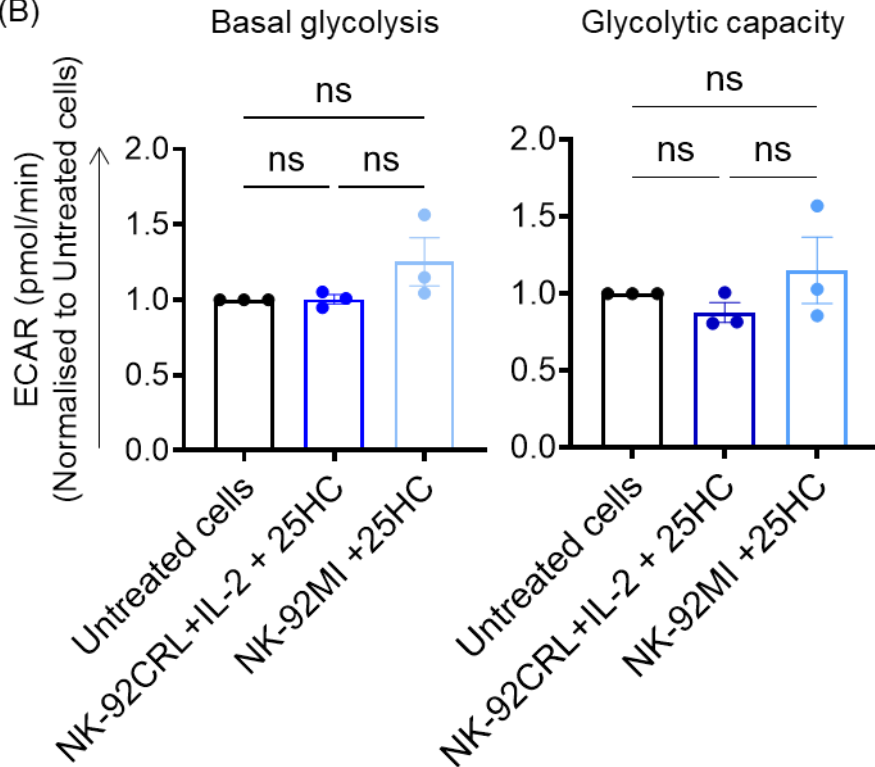 (B)
Basal glycolysis
Glycolytic capacity
ECAR (pmol/min)
(Normalised to Untreated cells)
ns
ns ns
2.0
1.5
1.0
0.5
0.0
Untreated cells
NK-92CRL+IL-2 + 25HC
NK-92MI +25HC
ns
ns ns
2.0
1.5
1.0
0.5
0.0
Untreated cells
NK-92CRL+IL-2 + 25HC
NK-92MI +25HC